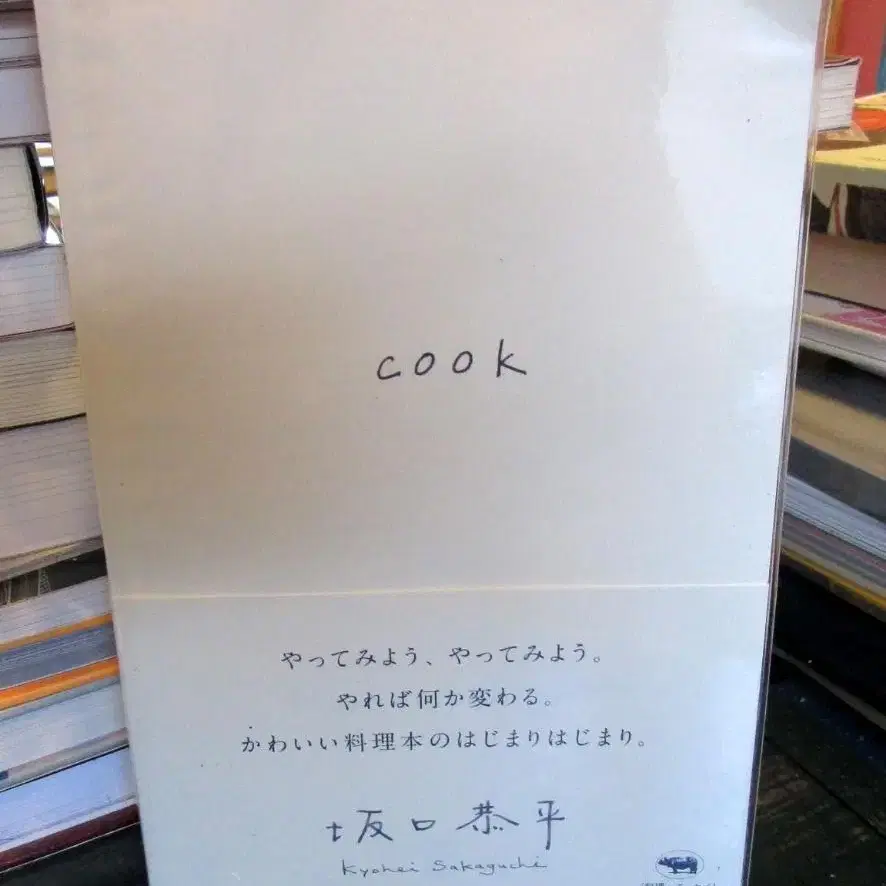 cook
やってみよう、やってみよう。
やれば何か変わる。
かわいい料理本のはじまりはじまり。
坂口恭平
Kyohei Sakaguchi